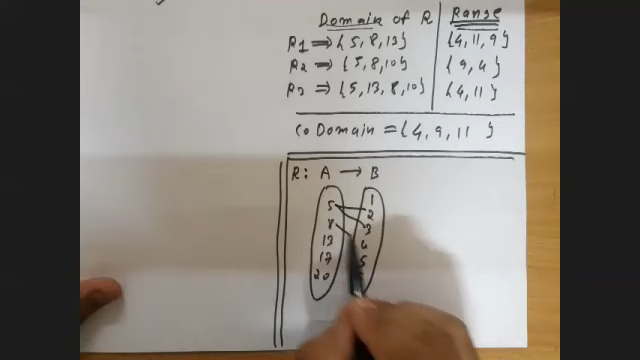 Domain of R Range
R1 ⇒ {5, 8, 13} {4, 11, 9}
R2 ⇒ {5, 8, 10} {9, 4}
R3 ⇒ {5, 13, 8, 10} {4, 11}
Co Domain = {4, 9, 11 }
R: A → B
5 1
8 2
13 3
17 4
20 5